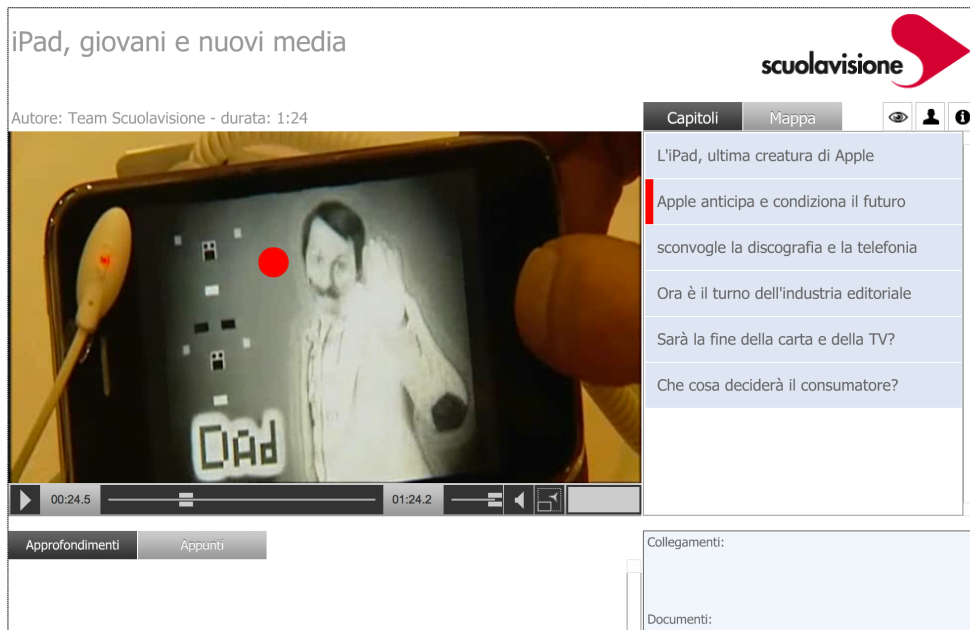 iPad, giovani e nuovi media
scuolavisione
Autore: Team Scuolavisione - durata: 1:24
Capitoli
Mappa
L'iPad, ultima creatura di Apple
Apple anticipa e condiziona il futuro
sconvogle la discografia e la telefonia
Ora è il turno dell'industria editoriale
Sarà la fine della carta e della TV?
Che cosa deciderà il consumatore?
DAd
00:24.5
01:24.2
Approfondimenti
Appunti
Collegamenti:
Documenti: